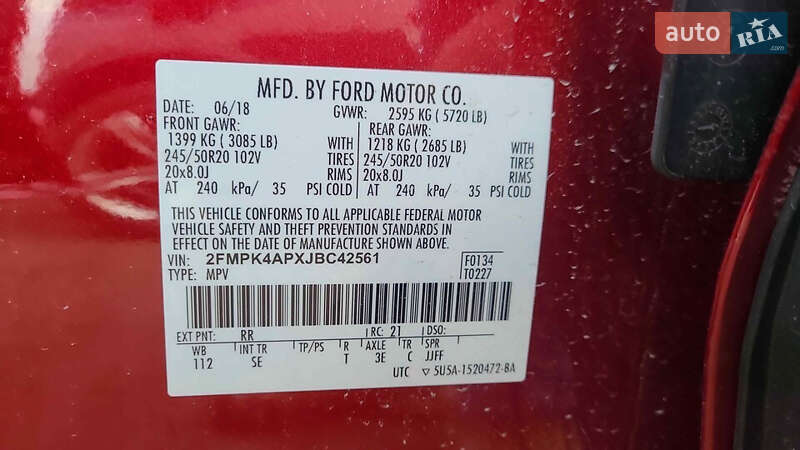 auto RIA
.com
MFD. BY FORD MOTOR CO.
DATE: 06/18 GVWR: 2595 KG ( 5720 LB)
FRONT GAWR: REAR GAWR:
1399 KG ( 3085 LB) WITH 1218 KG ( 2685 LB)
245/50R20 102V TIRES 245/50R20 102V
20x8.0J RIMS 20x8.0J
AT 240 kPa/ 35 PSI COLD AT 240 kPa/ 35 PSI COLD
THIS VEHICLE CONFORMS TO ALL APPLICABLE FEDERAL MOTOR
VEHICLE SAFETY AND THEFT PREVENTION STANDARDS IN
EFFECT ON THE DATE OF MANUFACTURE SHOWN ABOVE.
VIN: 2FMPK4APXJBC42561 F0134
TYPE: MPV T0227
EXT PNT: RR RC: 21 DSO:
WB INT TR TP/PS R AXLE TR SPR
112 SE T 3E C JJFF
UTC ▽ 5U5A-1520472-8A